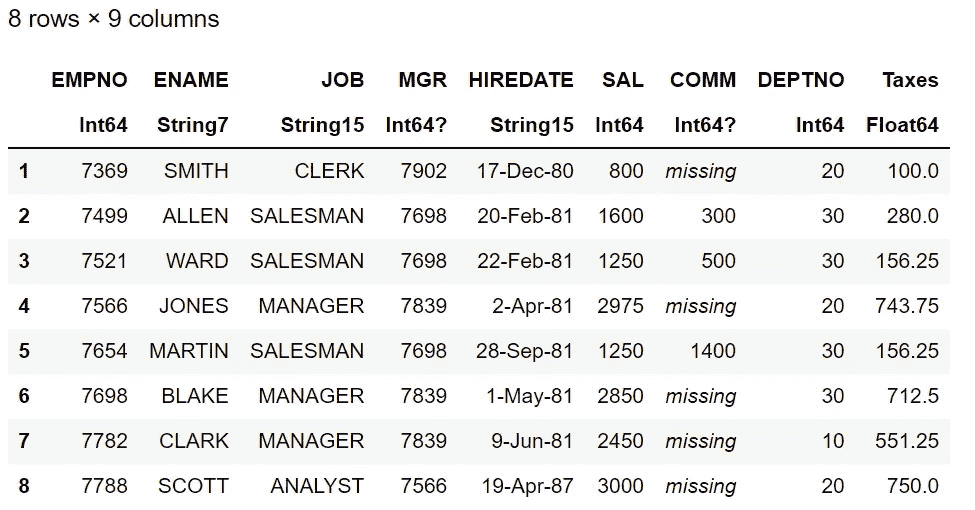 8 rows × 9 columns
EMPNO ENAME JOB MGR HIREDATE SAL COMM DEPTNO Taxes
Int64 String7 String15 Int64? String15 Int64 Int64? Int64 Float64
1 7369 SMITH CLERK 7902 17-Dec-80 800 missing 20 100.0
2 7499 ALLEN SALESMAN 7698 20-Feb-81 1600 300 30 280.0
3 7521 WARD SALESMAN 7698 22-Feb-81 1250 500 30 156.25
4 7566 JONES MANAGER 7839 2-Apr-81 2975 missing 20 743.75
5 7654 MARTIN SALESMAN 7698 28-Sep-81 1250 1400 30 156.25
6 7698 BLAKE MANAGER 7839 1-May-81 2850 missing 30 712.5
7 7782 CLARK MANAGER 7839 9-Jun-81 2450 missing 10 551.25
8 7788 SCOTT ANALYST 7566 19-Apr-87 3000 missing 20 750.0